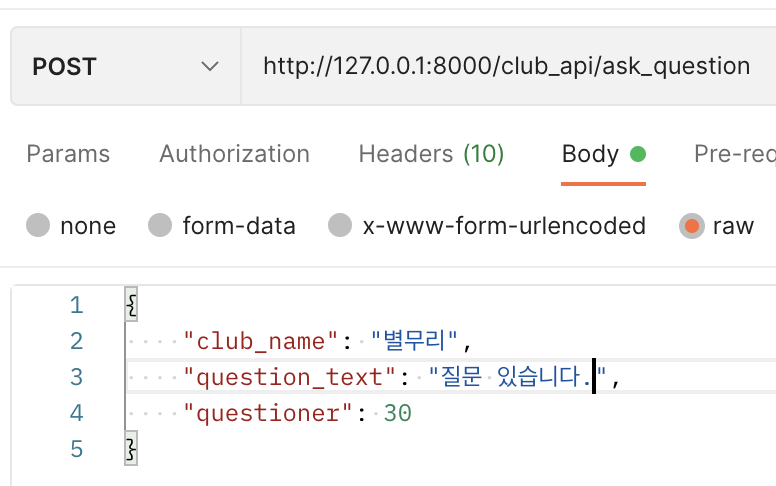 POST http://127.0.0.1:8000/club_api/ask_question
Params Authorization Headers (10) Body Pre-req
none form-data x-www-form-urlencoded raw
1 {
2 "club_name": "별무리",
3 "question_text": "질문 있습니다.",
4 "questioner": 30
5 }